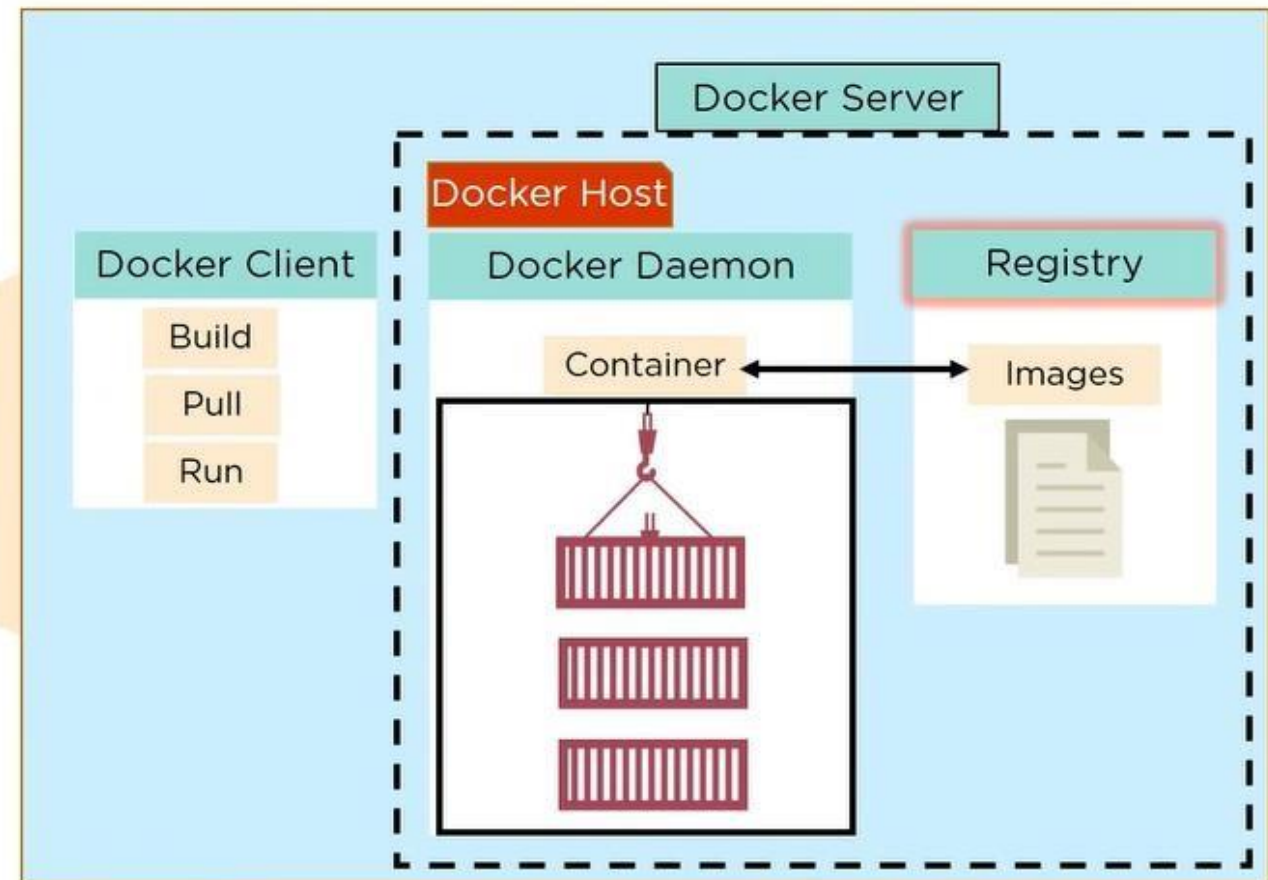 Docker Server
Docker Host
Docker Client
Docker Daemon
Registry
Build
Pull
Run
Container
Images